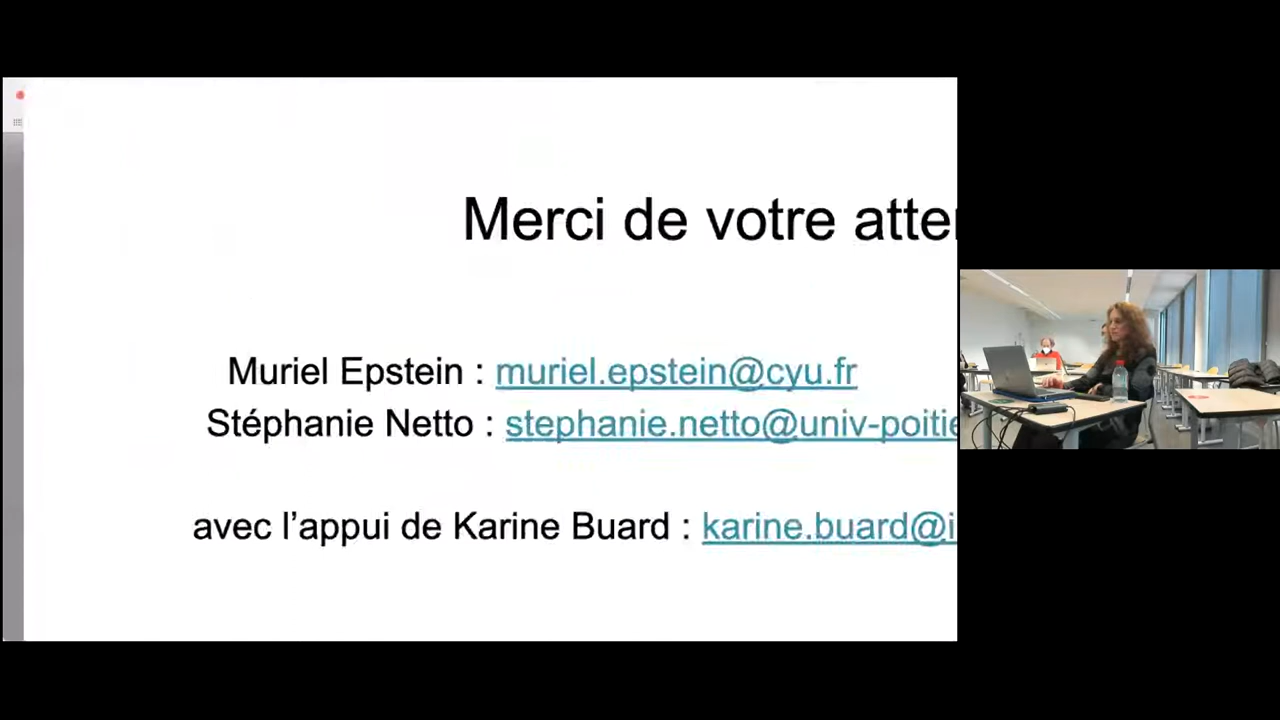 Merci de votre atten
Muriel Epstein : muriel.epstein@cyu.fr
Stéphanie Netto : stephanie.netto@univ-poitie
avec l’appui de Karine Buard : karine.buard@i